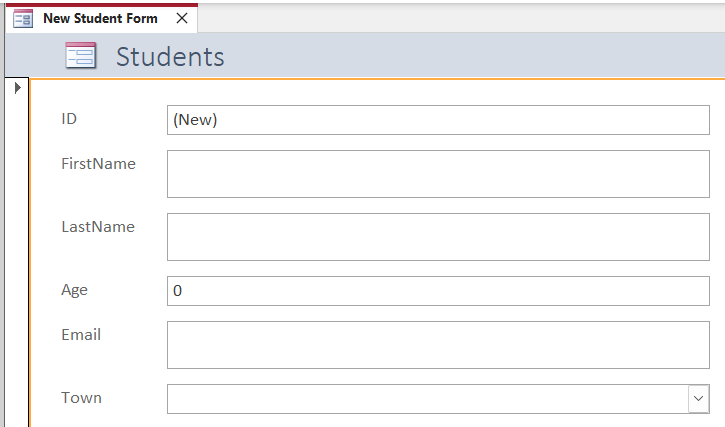 New Student Form
Students
ID
(New)
FirstName
LastName
Age
0
Email
Town